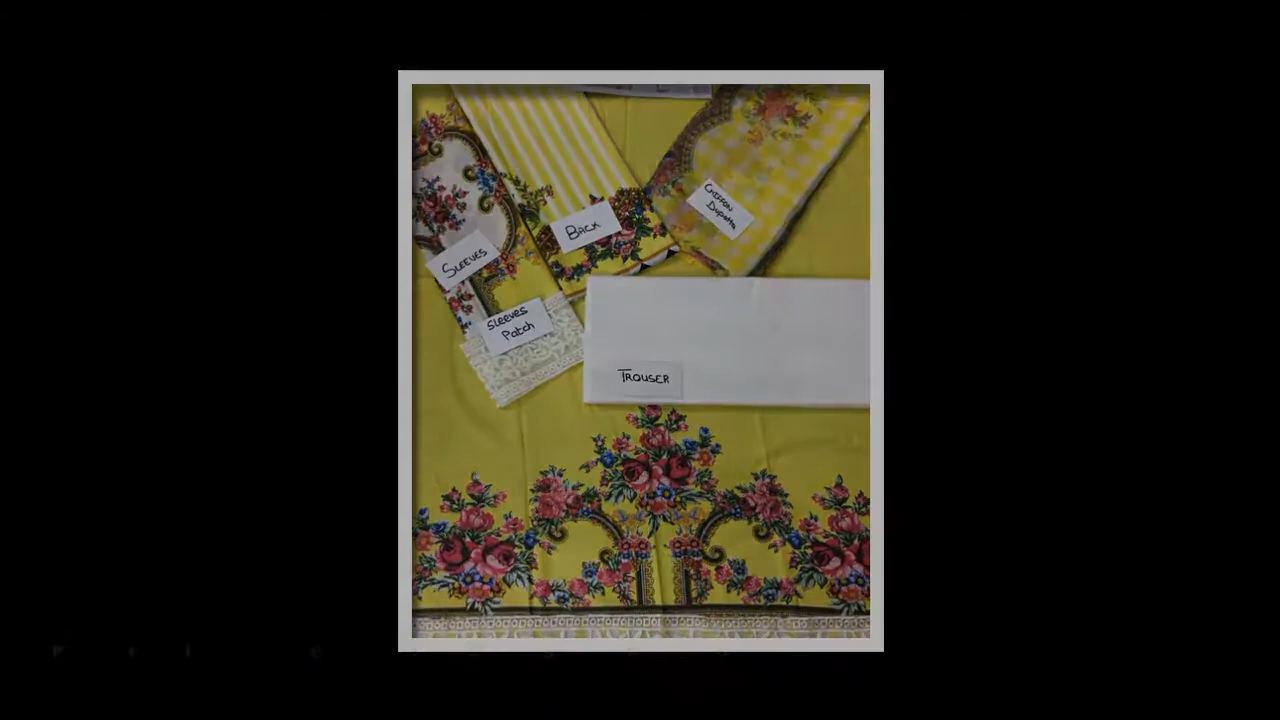 Chiffon
Dupatta
Back
Sleeves
Sleeves
Patch
Trouser